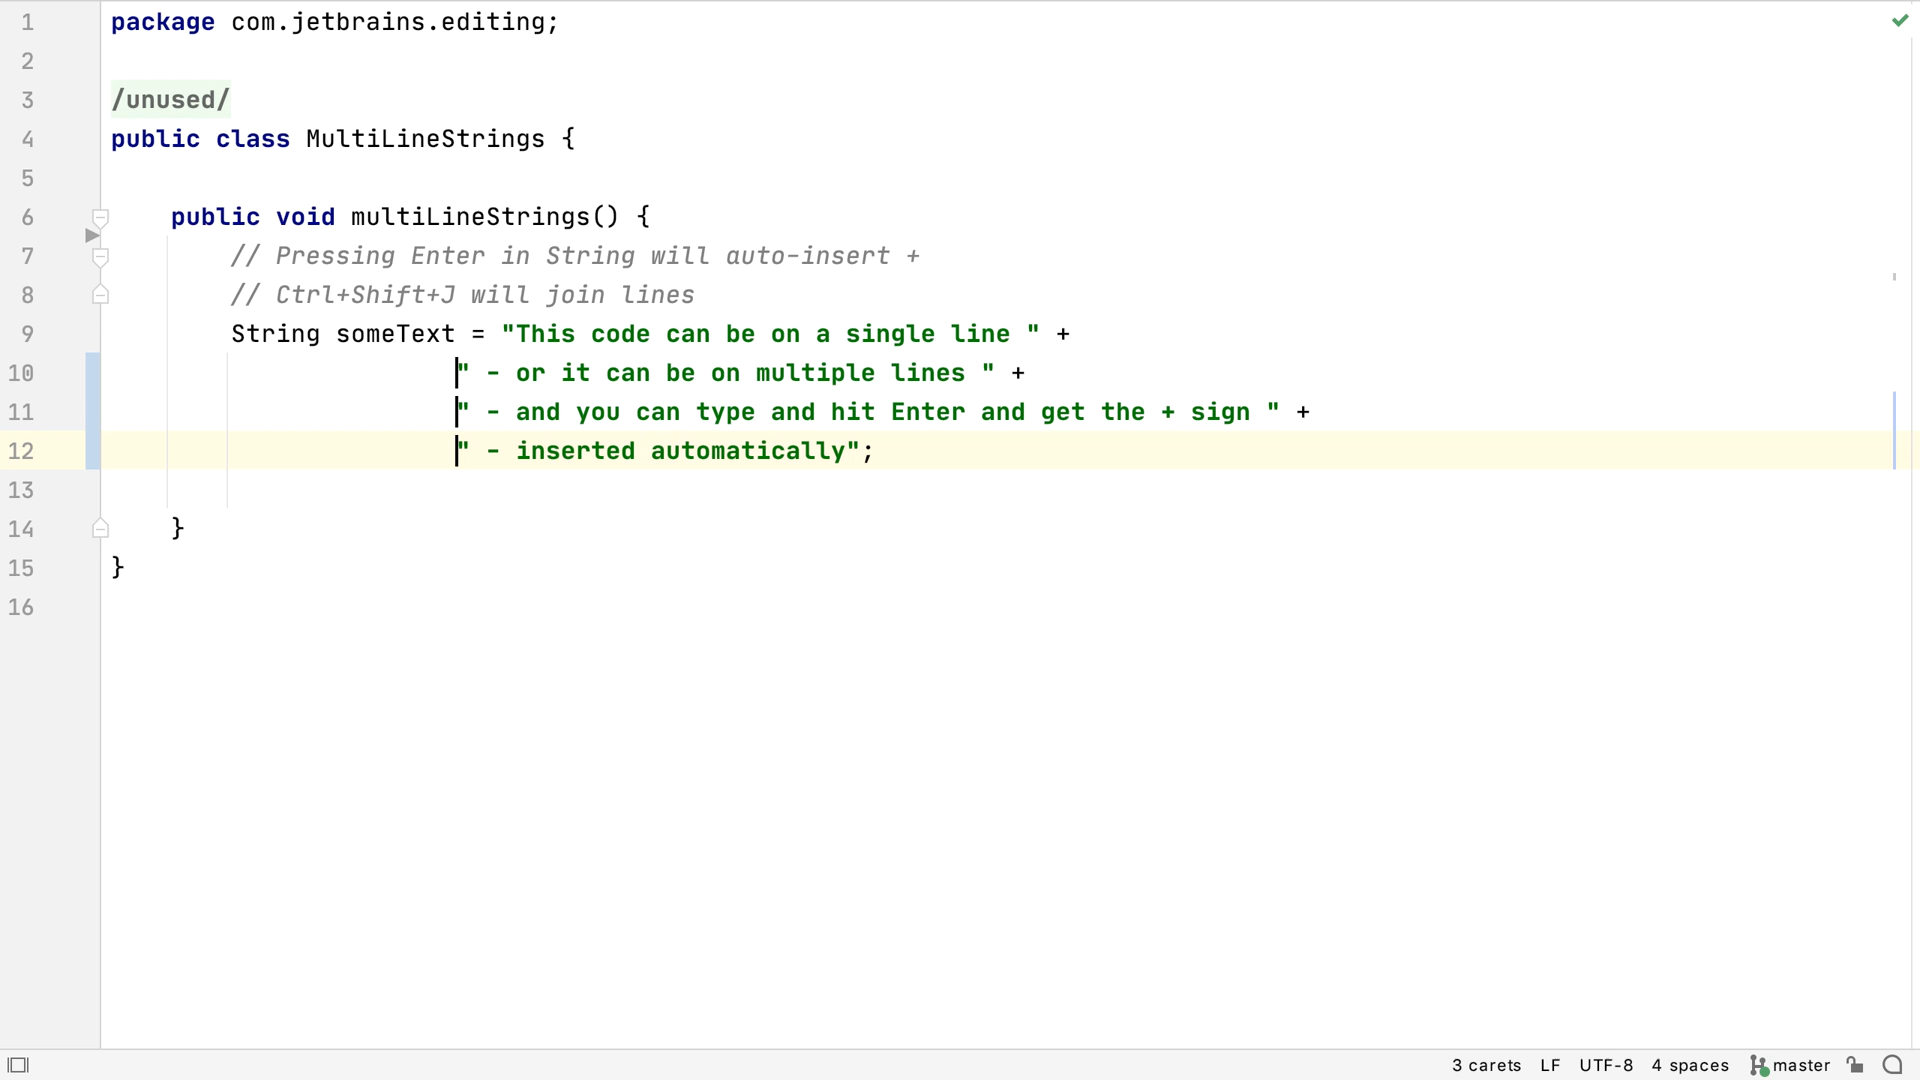 1 package com.jetbrains.editing;
2
3 /unused/
4 public class MultiLineStrings {
5
6 public void multiLineStrings() {
7 // Pressing Enter in String will auto-insert +
8 // Ctrl+Shift+J will join lines
9 String someText = "This code can be on a single line " +
10 " - or it can be on multiple lines " +
11 " - and you can type and hit Enter and get the + sign " +
12 " - inserted automatically";
13
14 }
15 }
16
3 carets LF UTF-8 4 spaces master